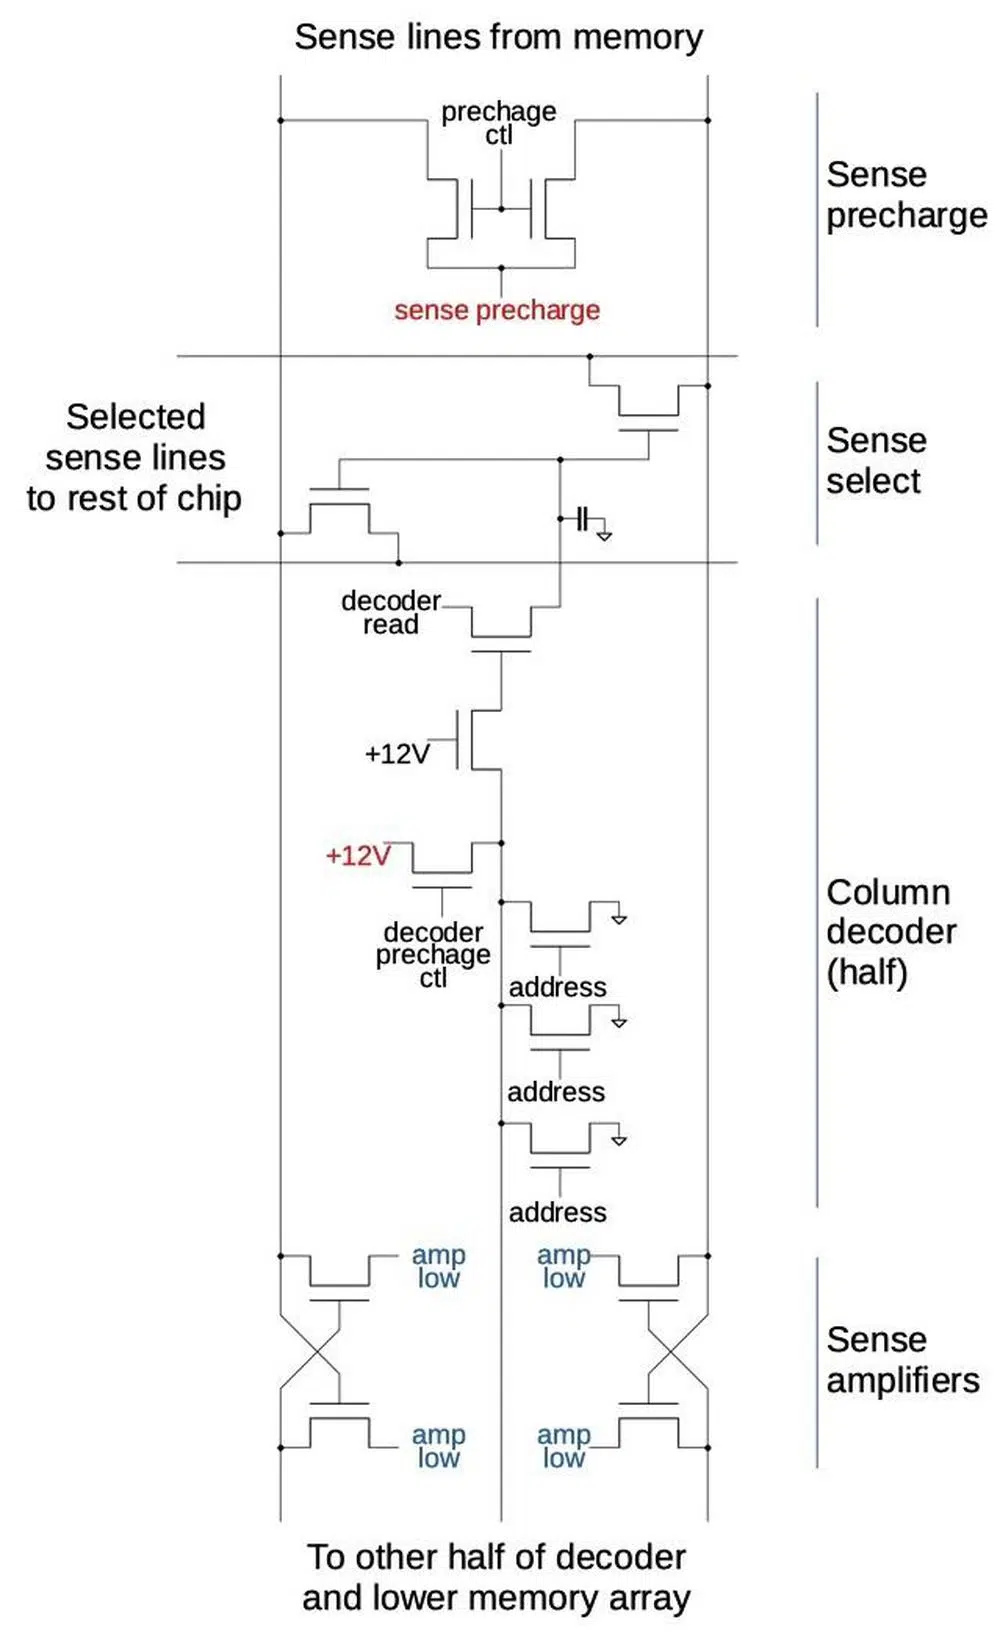 Sense lines from memory
prechage
ctl
Sense
precharge
sense precharge
Selected
sense lines
to rest of chip
Sense
select
decoder
read
+12V
+12V
decoder
prechage
ctl
address
address
address
Column
decoder
(half)
amp
low
amp
low
Sense
amplifiers
amp
low
amp
low
To other half of decoder
and lower memory array